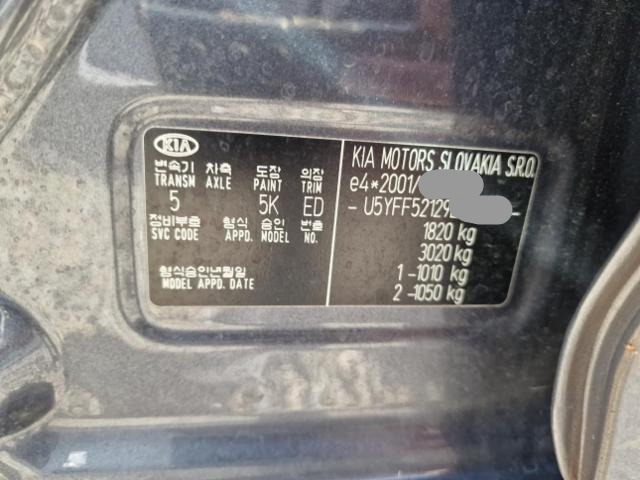 KIA
변속기 차축 도장 의장
TRANSM AXLE PAINT TRIM
5 5K ED
정비부호 형식 승인 번호
SVC CODE APPD. MODEL NO.
형식승인년월일
MODEL APPD. DATE
KIA MOTORS SLOVAKIA S.R.O.
e4*2001/
- U5YFF52129 -
1820 kg
3020 kg
1 -1010 kg
2 -1050 kg